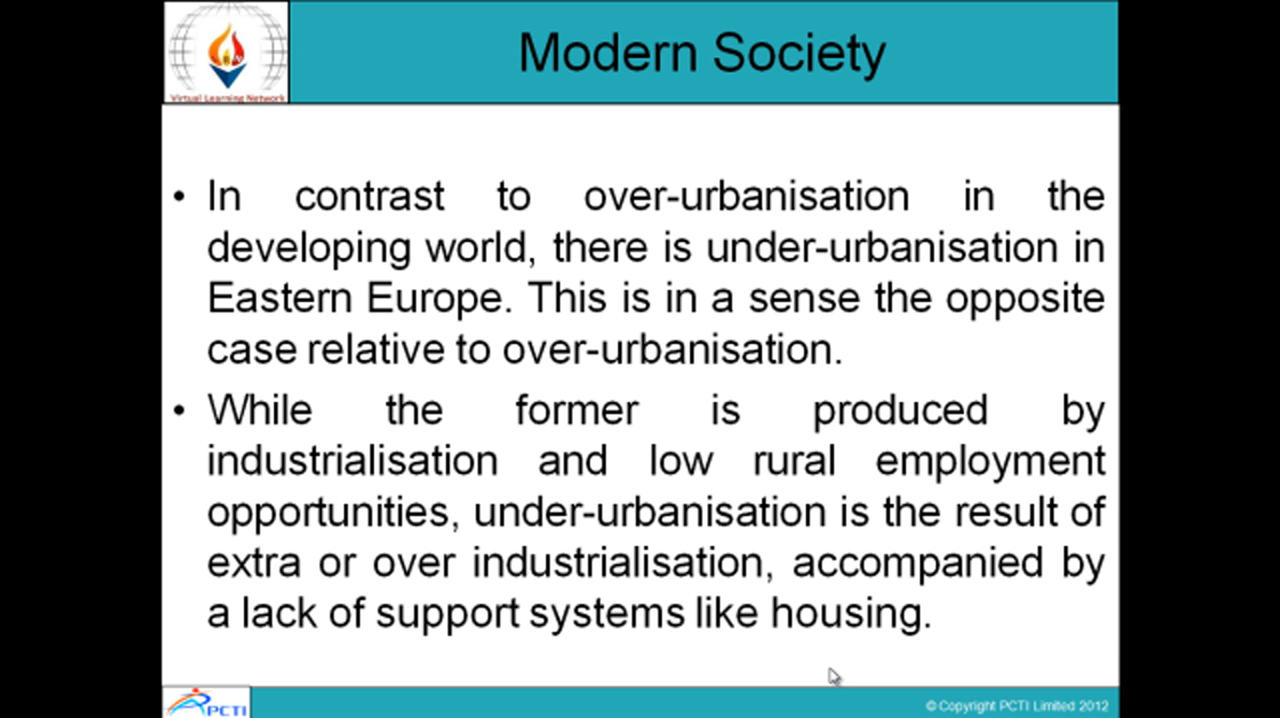 Modern Society
Virtual Learning Network
• In contrast to over-urbanisation in the
developing world, there is under-urbanisation in
Eastern Europe. This is in a sense the opposite
case relative to over-urbanisation.
• While the former is produced by
industrialisation and low rural employment
opportunities, under-urbanisation is the result of
extra or over industrialisation, accompanied by
a lack of support systems like housing.
PCTI
© Copyright PCTI Limited 2012